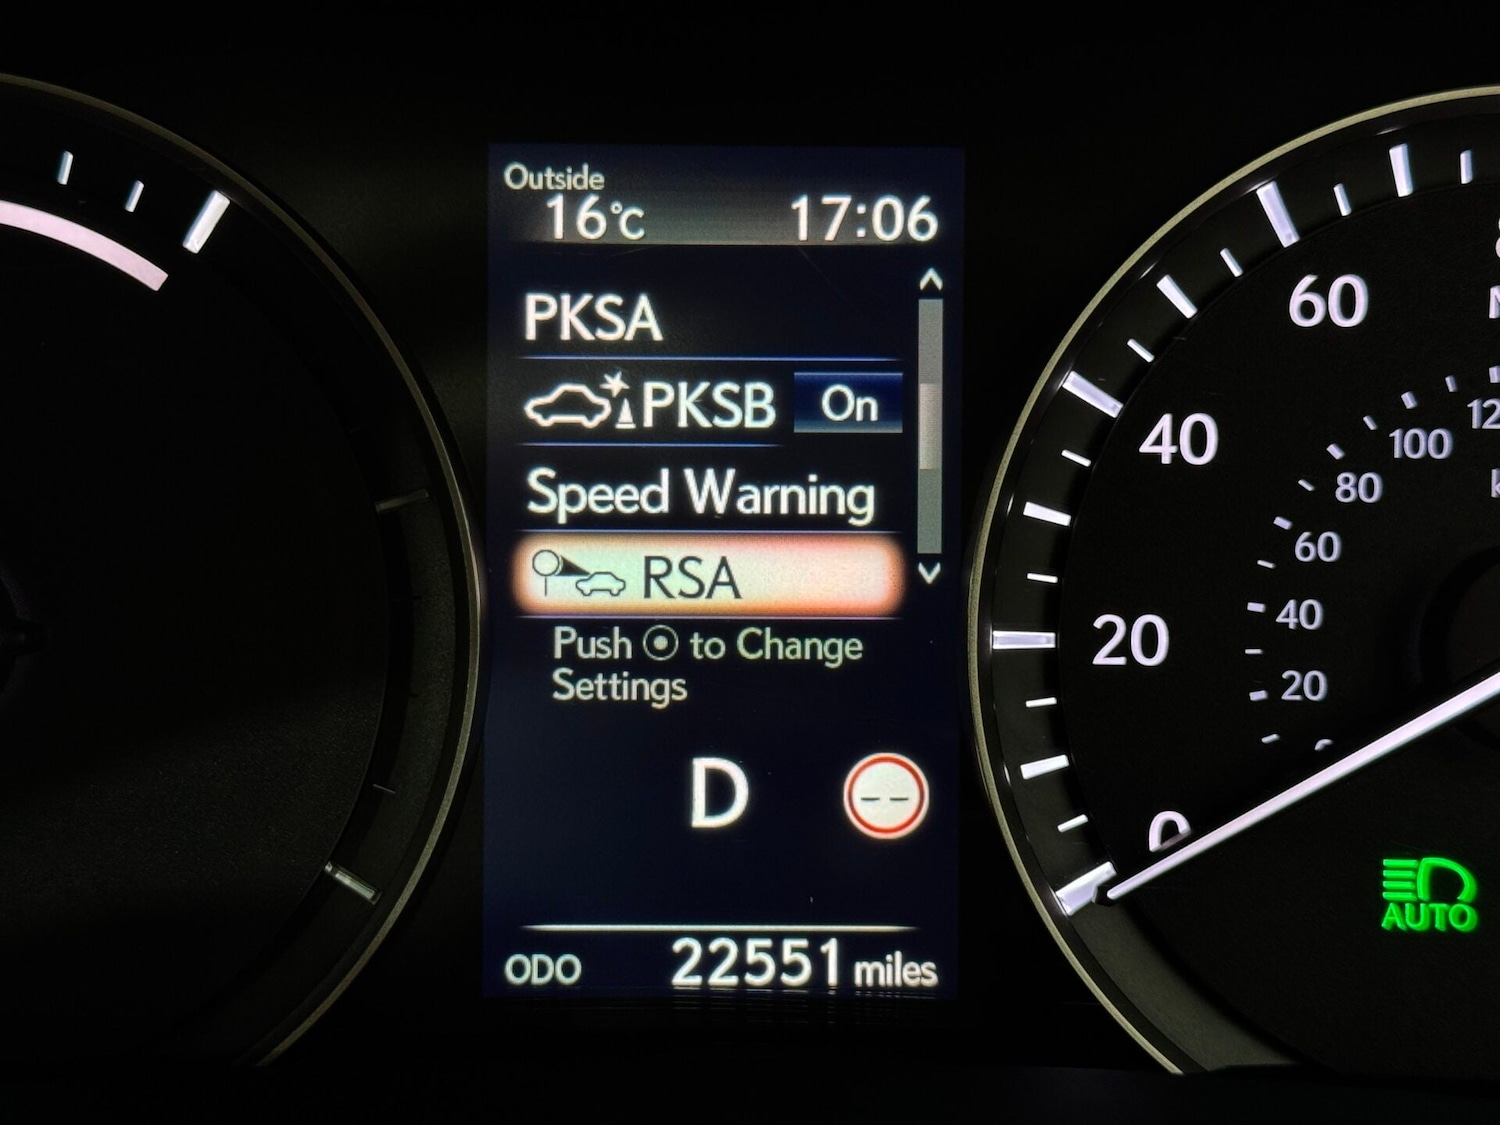 Outside
16°C 17:06
PKSA
PKSB On
Speed Warning
RSA
Push to Change
Settings
D --
ODO 22551 miles
60
40
20
0
100
80
60
40
20
AUTO